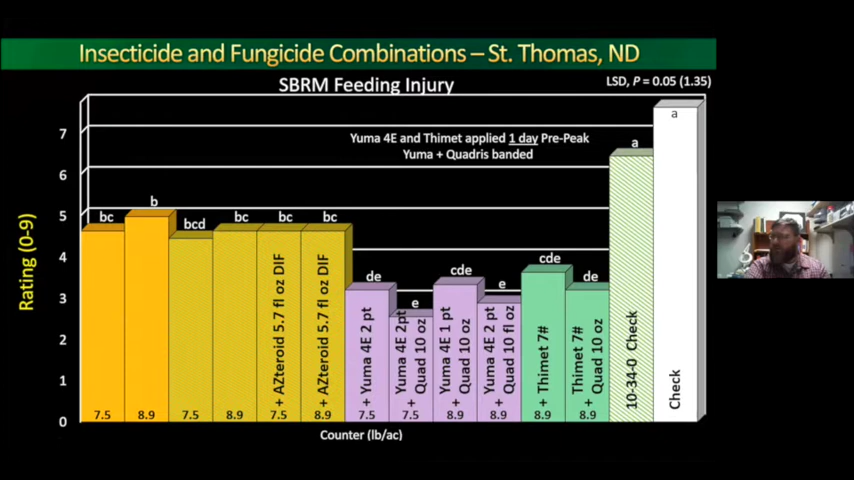 Insecticide and Fungicide Combinations – St. Thomas, ND
SBRM Feeding Injury
LSD, P = 0.05 (1.35)
Yuma 4E and Thimet applied 1 day Pre-Peak
Yuma + Quadris banded
Rating (0-9)
7
6
5
4
3
2
1
0
bc
b
bcd
bc
bc
bc
de
e
cde
e
cde
de
a
a
+ AZteroid 5.7 fl oz DIF
+ AZteroid 5.7 fl oz DIF
+ Yuma 4E 2 pt
Yuma 4E 2pt
+ Quad 10 oz
+ Yuma 4E 1 pt
+ Quad 10 oz
+ Yuma 4E 2 pt
+ Quad 10 fl oz
+ Thimet 7#
Thimet 7#
+ Quad 10 oz
10-34-0 Check
Check
7.5
8.9
7.5
8.9
7.5
8.9
7.5
7.5
8.9
8.9
8.9
8.9
Counter (lb/ac)